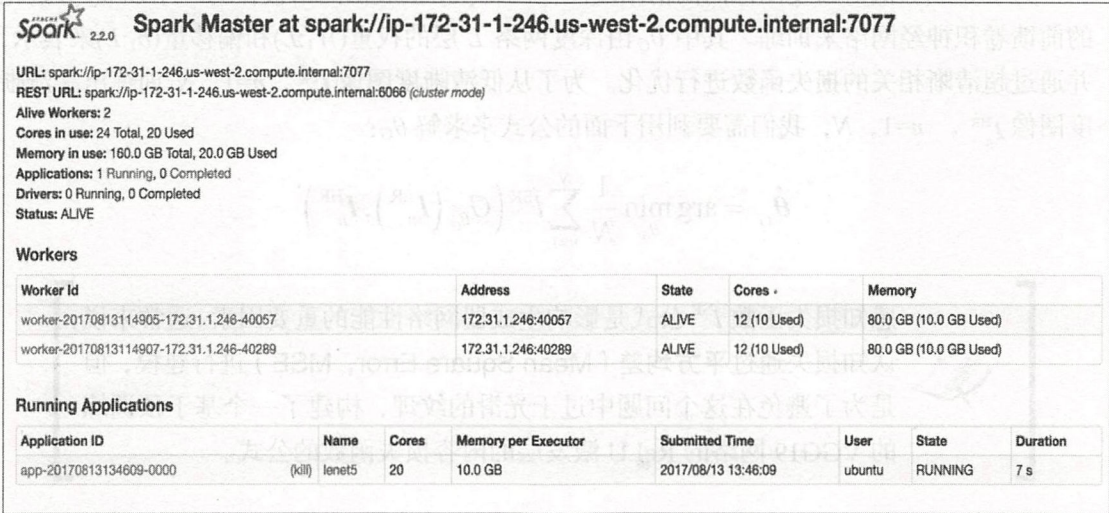 APACHE
Spark 2.2.0
Spark Master at spark://ip-172-31-1-246.us-west-2.compute.internal:7077
URL: spark://ip-172-31-1-246.us-west-2.compute.internal:7077
REST URL: spark://ip-172-31-1-246.us-west-2.compute.internal:6066 (cluster mode)
Alive Workers: 2
Cores in use: 24 Total, 20 Used
Memory in use: 160.0 GB Total, 20.0 GB Used
Applications: 1 Running, 0 Completed
Drivers: 0 Running, 0 Completed
Status: ALIVE
Workers
Worker Id Address State Cores Memory
worker-20170813114905-172.31.1.246-40057 172.31.1.246:40057 ALIVE 12 (10 Used) 80.0 GB (10.0 GB Used)
worker-20170813114907-172.31.1.246-40289 172.31.1.246:40289 ALIVE 12 (10 Used) 80.0 GB (10.0 GB Used)
Running Applications
Application ID Name Cores Memory per Executor Submitted Time User State Duration
app-20170813134609-0000 (kill) lenet5 20 10.0 GB 2017/08/13 13:46:09 ubuntu RUNNING 7 s